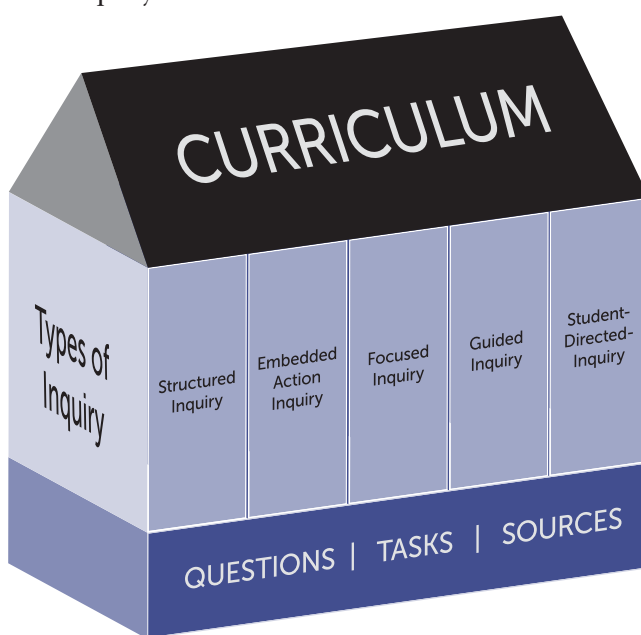 CURRICULUM
Types of
Inquiry
Structured
Inquiry
Embedded
Action
Inquiry
Focused
Inquiry
Guided
Inquiry
Student-
Directed-
Inquiry
QUESTIONS | TASKS | SOURCES